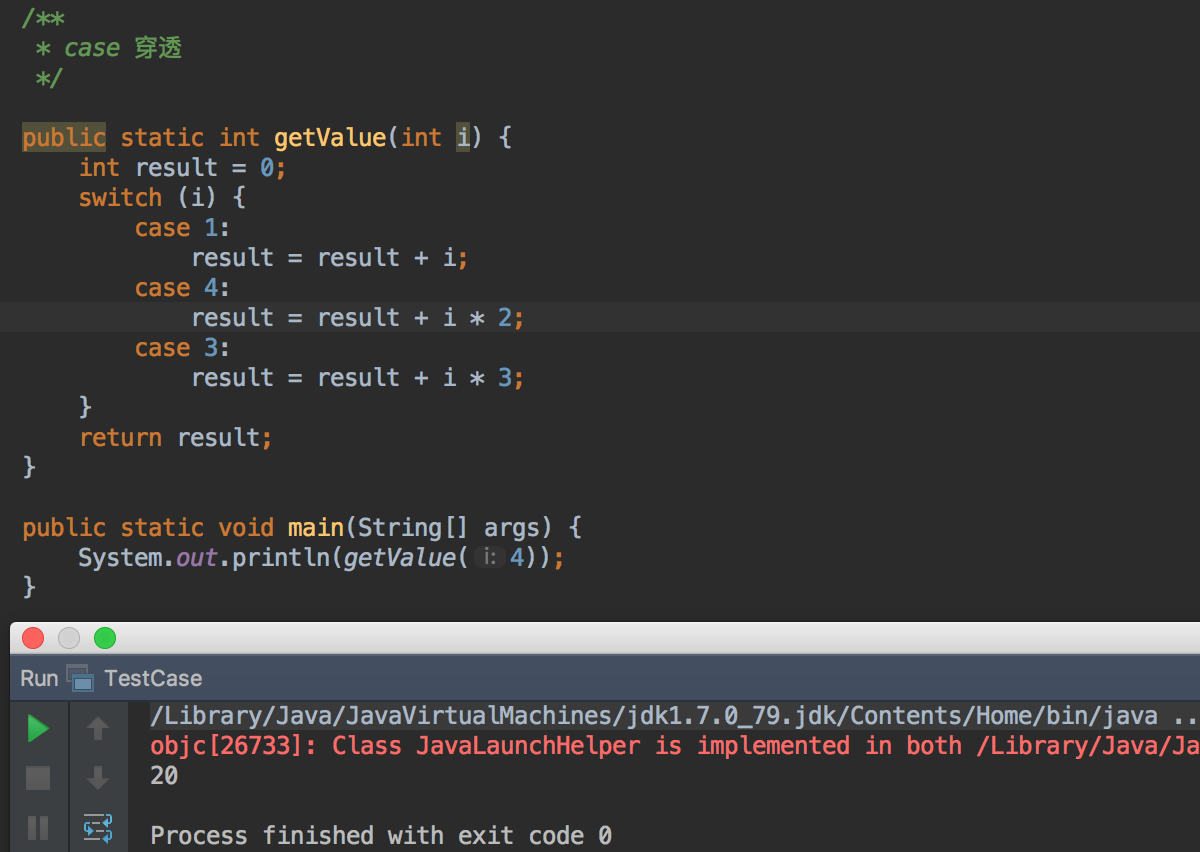 /**
 * case 穿透
 */
public static int getValue(int i) {
    int result = 0;
    switch (i) {
        case 1:
            result = result + i;
        case 4:
            result = result + i * 2;
        case 3:
            result = result + i * 3;
    }
    return result;
}
public static void main(String[] args) {
    System.out.println(getValue( i: 4));
}
Run TestCase
/Library/Java/JavaVirtualMachines/jdk1.7.0_79.jdk/Contents/Home/bin/java ..
objc[26733]: Class JavaLaunchHelper is implemented in both /Library/Java/Ja
20
Process finished with exit code 0